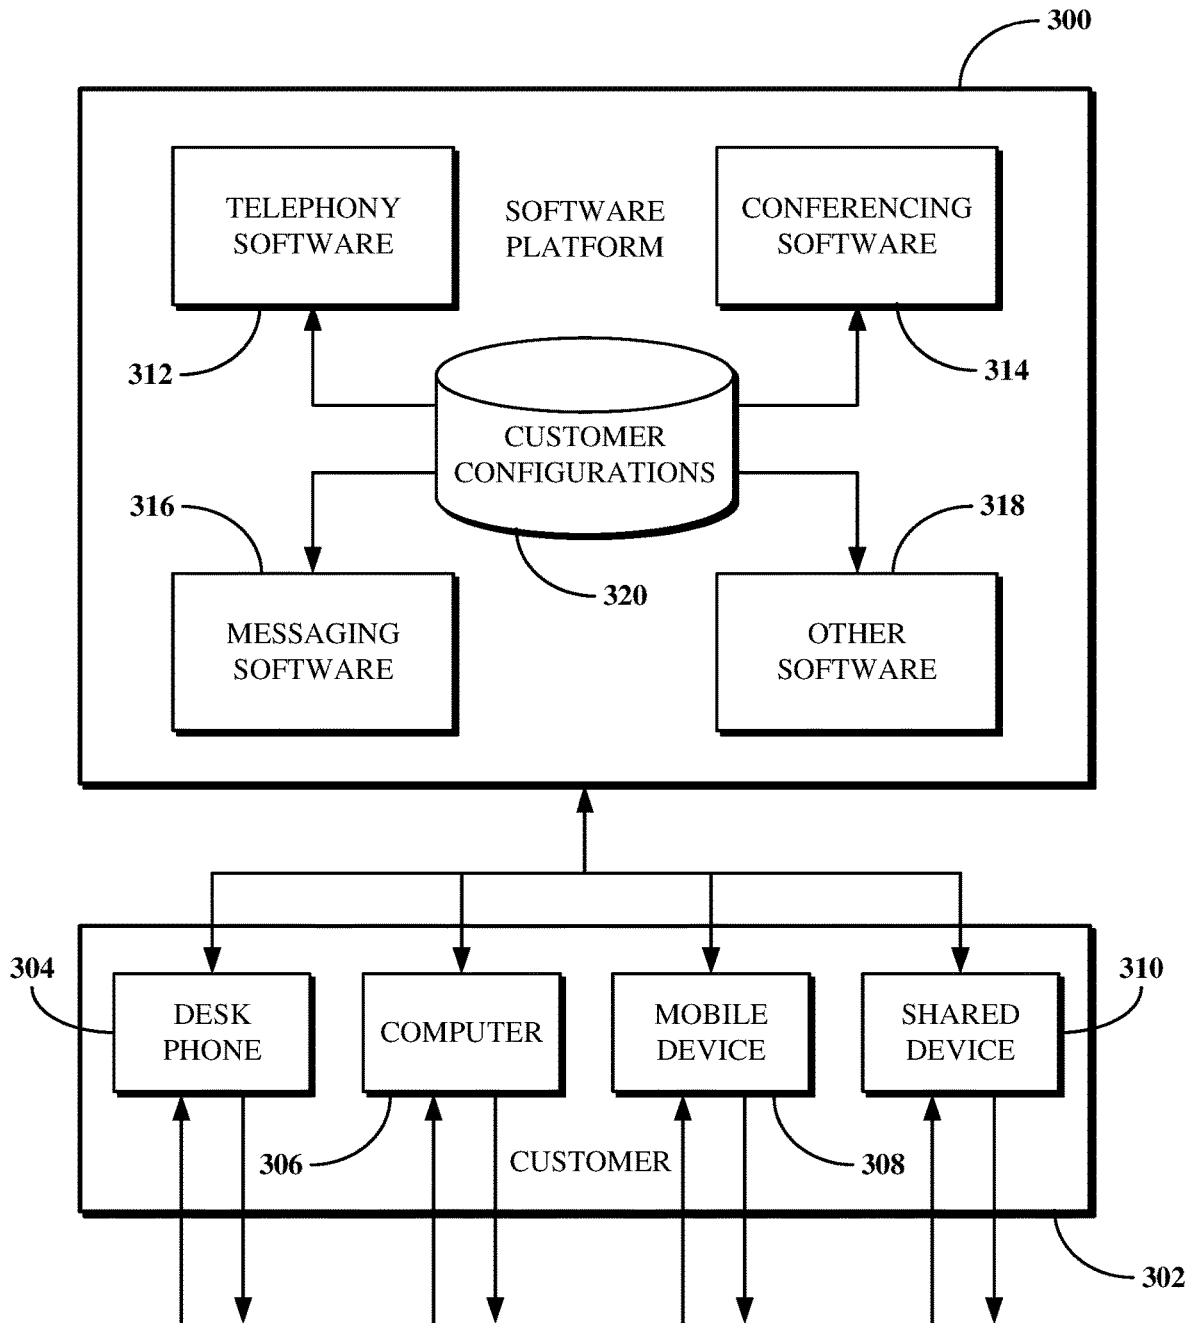 300
TELEPHONY
SOFTWARE
SOFTWARE
PLATFORM
CONFERENCING
SOFTWARE
312
314
CUSTOMER
CONFIGURATIONS
316
318
320
MESSAGING
SOFTWARE
OTHER
SOFTWARE
304
310
DESK
PHONE
COMPUTER
MOBILE
DEVICE
SHARED
DEVICE
306
CUSTOMER
308
302